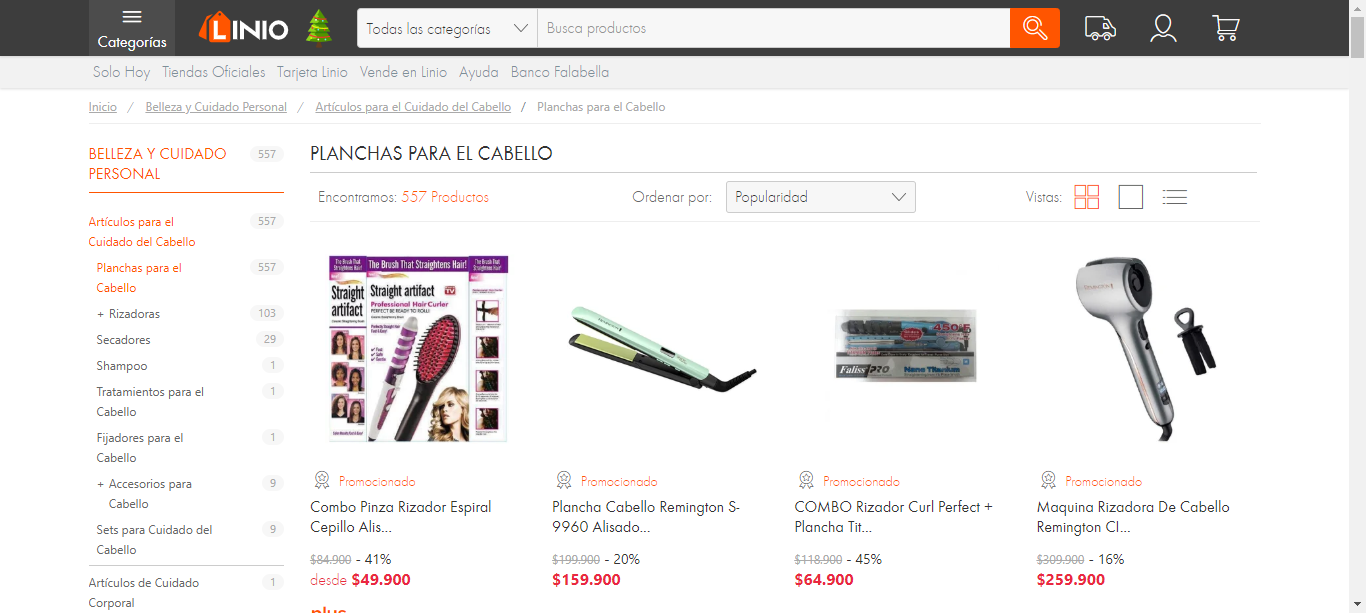 Categorías
LINIO
Todas las categorías
Busca productos
Solo Hoy Tiendas Oficiales Tarjeta Linio Vende en Linio Ayuda Banco Falabella
Inicio / Belleza y Cuidado Personal / Artículos para el Cuidado del Cabello / Planchas para el Cabello
BELLEZA Y CUIDADO 557
PERSONAL
Artículos para el 557
Cuidado del Cabello
Planchas para el 557
Cabello
+ Rizadoras 103
Secadores 29
Shampoo 1
Tratamientos para el 1
Cabello
Fijadores para el 1
Cabello
+ Accesorios para 9
Cabello
Sets para Cuidado del 9
Cabello
Artículos de Cuidado 1
Corporal
PLANCHAS PARA EL CABELLO
Encontramos: 557 Productos
Ordenar por: Popularidad
Vistas:
The Brush That Straightens Hair!
Straight artifact
Professional Hair Curler
PERFECT BE READY TO ROLL!
Straight
artifact
Promocionado
Combo Pinza Rizador Espiral
Cepillo Alis...
$84.900 - 41%
desde $49.900
plus
Promocionado
Plancha Cabello Remington S-
9960 Alisado...
$199.900 - 20%
$159.900
450°F
Faliss PRO
Nano Titanium
Promocionado
COMBO Rizador Curl Perfect +
Plancha Tit...
$118.900 - 45%
$64.900
REMINGTON
Promocionado
Maquina Rizadora De Cabello
Remington CI...
$309.900 - 16%
$259.900